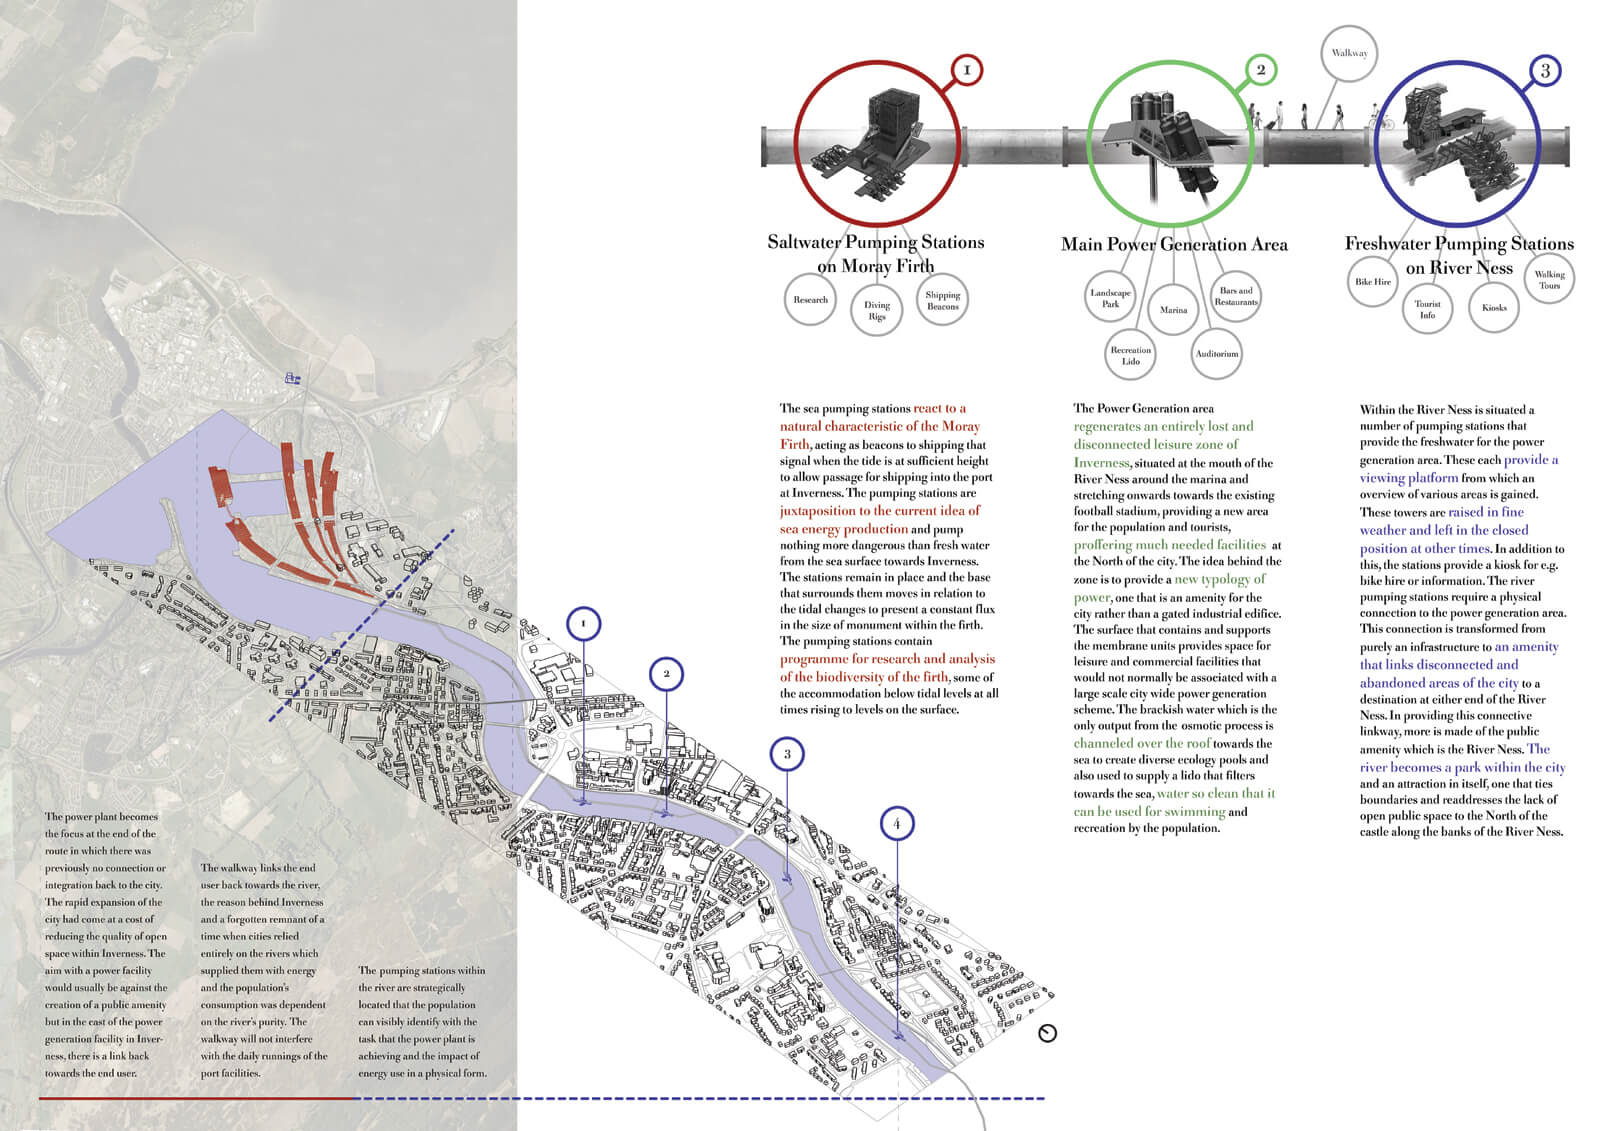 Walkway
1
2
3
Saltwater Pumping Stations
on Moray Firth
Research
Diving
Rigs
Shipping
Beacons
Main Power Generation Area
Landscape
Park
Marina
Bars and
Restaurants
Recreation
Lido
Auditorium
Freshwater Pumping Stations
on River Ness
Bike Hire
Tourist
Info
Kiosks
Walking
Tours
The sea pumping stations react to a
natural characteristic of the Moray
Firth, acting as beacons to shipping that
signal when the tide is at sufficient height
to allow passage for shipping into the port
at Inverness. The pumping stations are
juxtaposition to the current idea of
sea energy production and pump
nothing more dangerous than fresh water
from the sea surface towards Inverness.
The stations remain in place and the base
that surrounds them moves in relation to
the tidal changes to present a constant flux
in the size of monument within the firth.
The pumping stations contain
programme for research and analysis
of the biodiversity of the firth, some of
the accommodation below tidal levels at all
times rising to levels on the surface.
The Power Generation area
regenerates an entirely lost and
disconnected leisure zone of
Inverness, situated at the mouth of the
River Ness around the marina and
stretching onwards towards the existing
football stadium, providing a new area
for the population and tourists,
proffering much needed facilities at
the North of the city. The idea behind the
zone is to provide a new typology of
power, one that is an amenity for the
city rather than a gated industrial edifice.
The surface that contains and supports
the membrane units provides space for
leisure and commercial facilities that
would not normally be associated with a
large scale city wide power generation
scheme. The brackish water which is the
only output from the osmotic process is
channeled over the roof towards the
sea to create diverse ecology pools and
also used to supply a lido that filters
towards the sea, water so clean that it
can be used for swimming and
recreation by the population.
Within the River Ness is situated a
number of pumping stations that
provide the freshwater for the power
generation area. These each provide a
viewing platform from which an
overview of various areas is gained.
These towers are raised in fine
weather and left in the closed
position at other times. In addition to
this, the stations provide a kiosk for e.g.
bike hire or information. The river
pumping stations require a physical
connection to the power generation area.
This connection is transformed from
purely an infrastructure to an amenity
that links disconnected and
abandoned areas of the city to a
destination at either end of the River
Ness. In providing this connective
linkway, more is made of the public
amenity which is the River Ness. The
river becomes a park within the city
and an attraction in itself, one that ties
boundaries and readdresses the lack of
open public space to the North of the
castle along the banks of the River Ness.
1
2
3
4
The power plant becomes
the focus at the end of the
route in which there was
previously no connection or
integration back to the city.
The rapid expansion of the
city had come at a cost of
reducing the quality of open
space within Inverness. The
aim with a power facility
would usually be against the
creation of a public amenity
but in the cast of the power
generation facility in Inver-
ness, there is a link back
towards the end user.
The walkway links the end
user back towards the river,
the reason behind Inverness
and a forgotten remnant of a
time when cities relied
entirely on the rivers which
supplied them with energy
and the population's
consumption was dependent
on the river's purity. The
walkway will not interfere
with the daily runnings of the
port facilities.
The pumping stations within
the river are strategically
located that the population
can visibly identify with the
task that the power plant is
achieving and the impact of
energy use in a physical form.